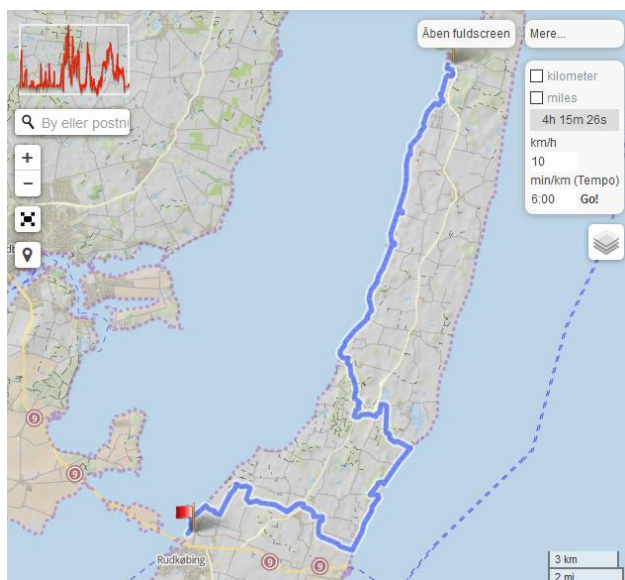 Åben fuldscreen
Mere...
kilometer
miles
4h 15m 26s
km/h
10
min/km (Tempo)
6:00 Go!
By eller postnu
+
−
9
9
Rudkøbing
9
9
3 km
2 mi